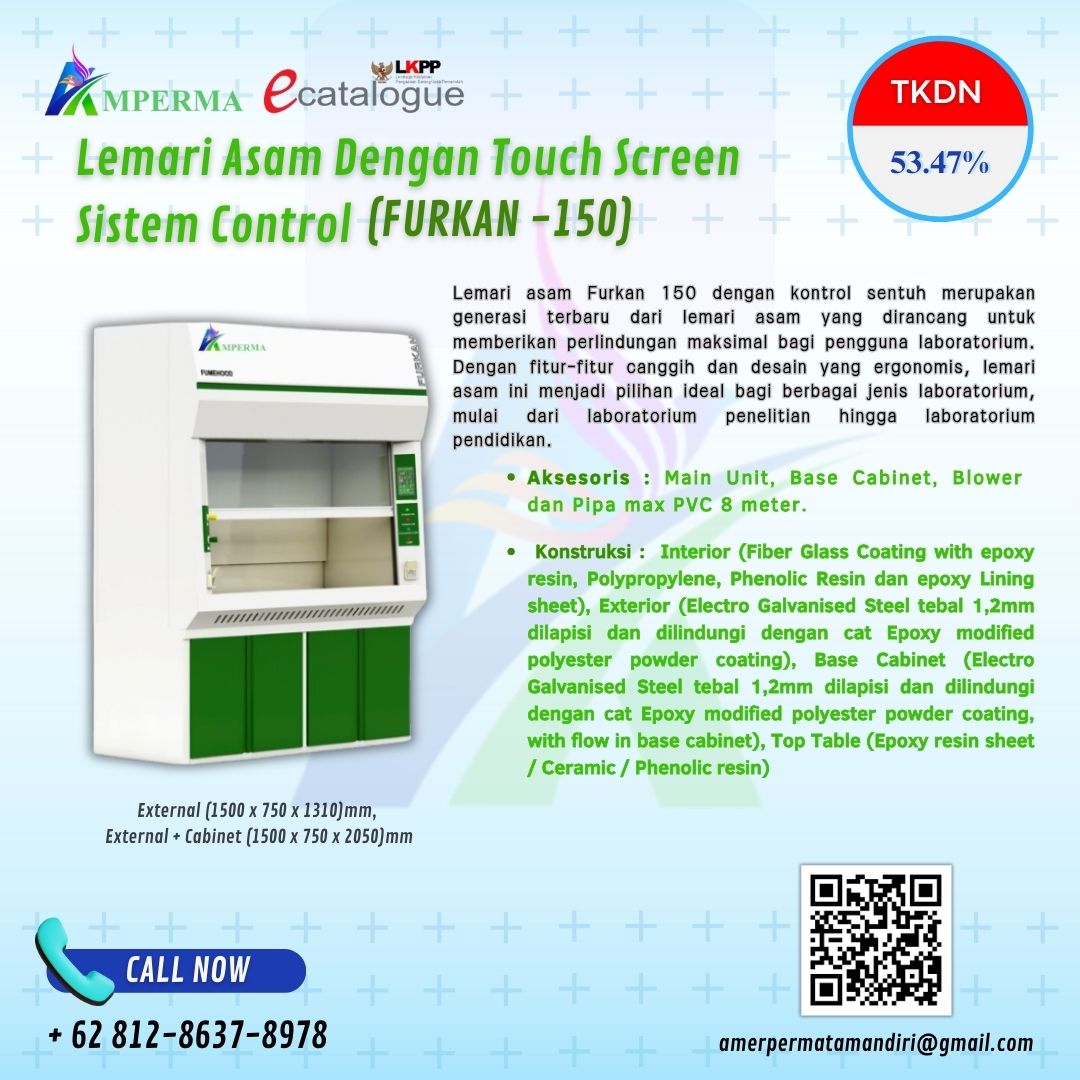 AMPERMA
ecatalogue
LKPP
TKDN
53.47%
Lemari Asam Dengan Touch Screen
Sistem Control (FURKAN -150)
Lemari asam Furkan 150 dengan kontrol sentuh merupakan
generasi terbaru dari lemari asam yang dirancang untuk
memberikan perlindungan maksimal bagi pengguna laboratorium.
Dengan fitur-fitur canggih dan desain yang ergonomis, lemari
asam ini menjadi pilihan ideal bagi berbagai jenis laboratorium,
mulai dari laboratorium penelitian hingga laboratorium
pendidikan.
• Aksesoris : Main Unit, Base Cabinet, Blower
dan Pipa max PVC 8 meter.
• Konstruksi : Interior (Fiber Glass Coating with epoxy
resin, Polypropylene, Phenolic Resin dan epoxy Lining
sheet), Exterior (Electro Galvanised Steel tebal 1,2mm
dilapisi dan dilindungi dengan cat Epoxy modified
polyester powder coating), Base Cabinet (Electro
Galvanised Steel tebal 1,2mm dilapisi dan dilindungi
dengan cat Epoxy modified polyester powder coating,
with flow in base cabinet), Top Table (Epoxy resin sheet
/ Ceramic / Phenolic resin)
AMPERMA
FUMEHOOD
FURKAN
External (1500 x 750 x 1310)mm,
External + Cabinet (1500 x 750 x 2050)mm
CALL NOW
+ 62 812-8637-8978
amerpermatamandiri@gmail.com